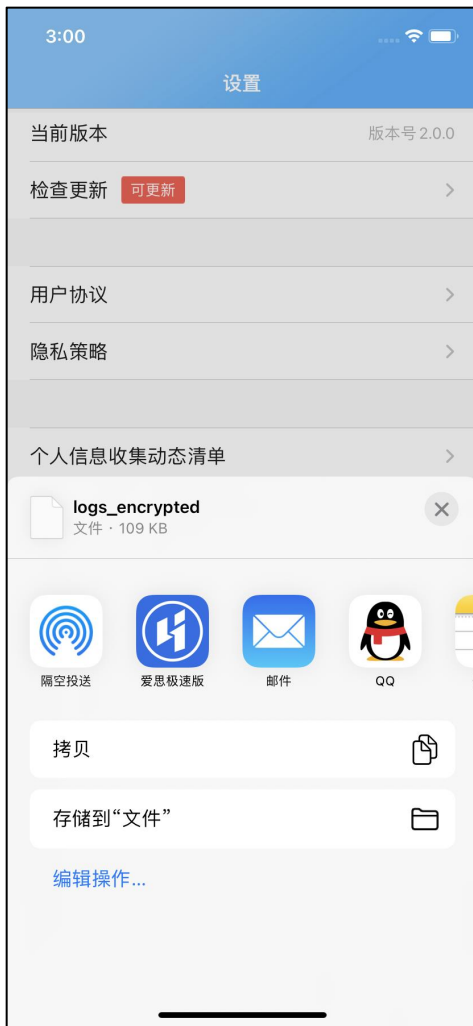 3:00
设置
当前版本 版本号2.0.0
检查更新 可更新
用户协议
隐私策略
个人信息收集动态清单
logs_encrypted
文件 · 109 KB
隔空投送 爱思极速版 邮件 QQ
拷贝
存储到“文件”
编辑操作...